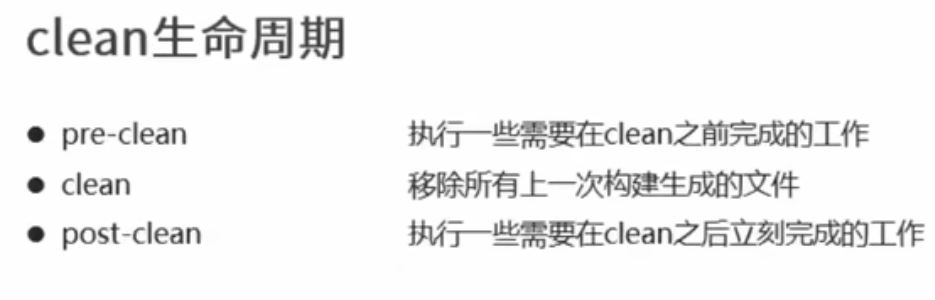 clean生命周期
● pre-clean 执行一些需要在clean之前完成的工作
● clean 移除所有上一次构建生成的文件
● post-clean 执行一些需要在clean之后立刻完成的工作